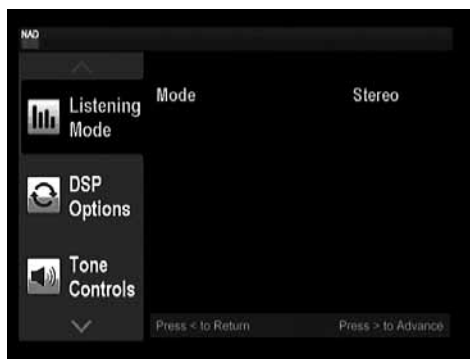 NAD
Listening
Mode
Mode Stereo
DSP
Options
Tone
Controls
Press < to Return Press > to Advance